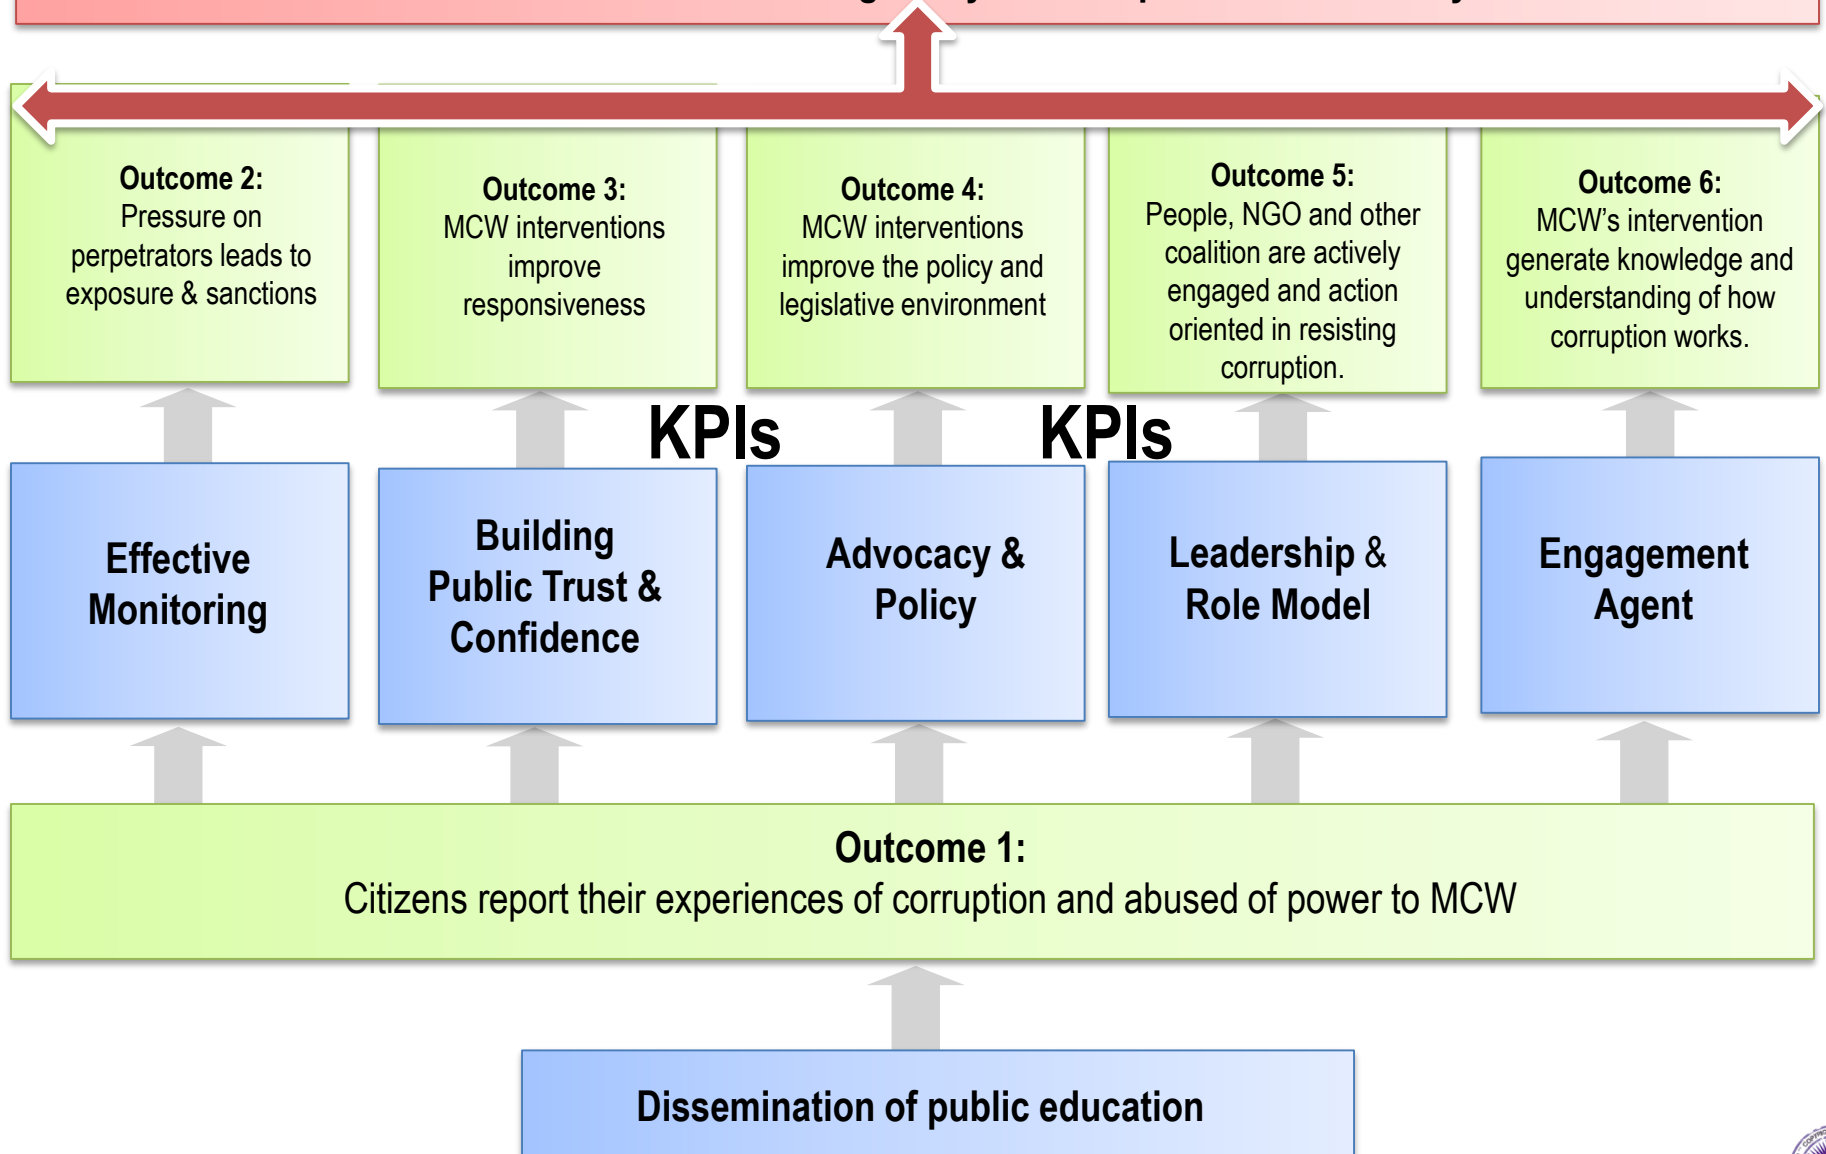 Outcome 2:
Pressure on
perpetrators leads to
exposure & sanctions
Outcome 3:
MCW interventions
improve
responsiveness
Outcome 4:
MCW interventions
improve the policy and
legislative environment
Outcome 5:
People, NGO and other
coalition are actively
engaged and action
oriented in resisting
corruption.
Outcome 6:
MCW’s intervention
generate knowledge and
understanding of how
corruption works.
KPIs
KPIs
Effective
Monitoring
Building
Public Trust &
Confidence
Advocacy &
Policy
Leadership &
Role Model
Engagement
Agent
Outcome 1:
Citizens report their experiences of corruption and abused of power to MCW
Dissemination of public education